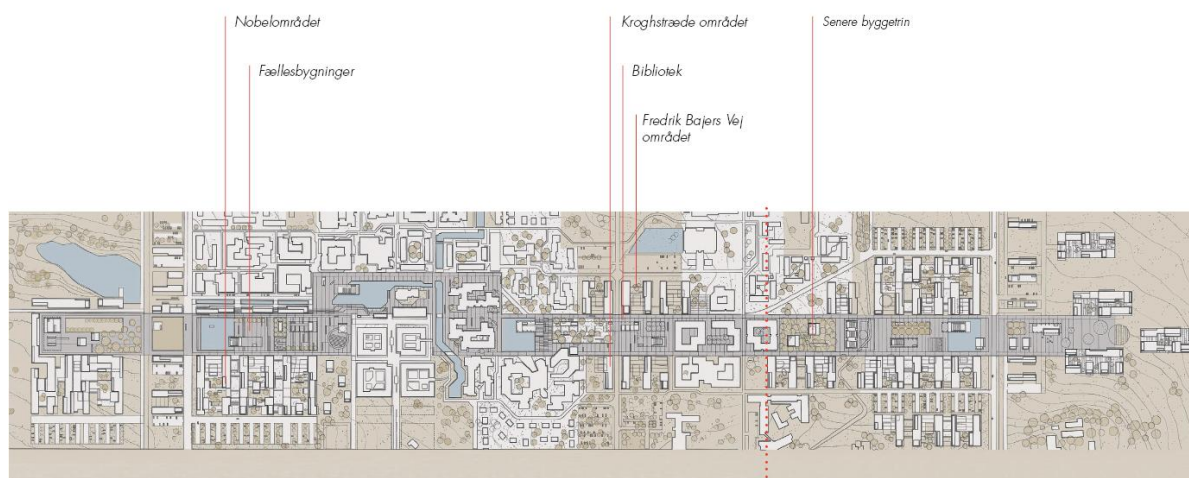 Nobelområdet
Kroghstræde området
Senere byggetrin
Fællesbygninger
Bibliotek
Fredrik Bajers Vej
området